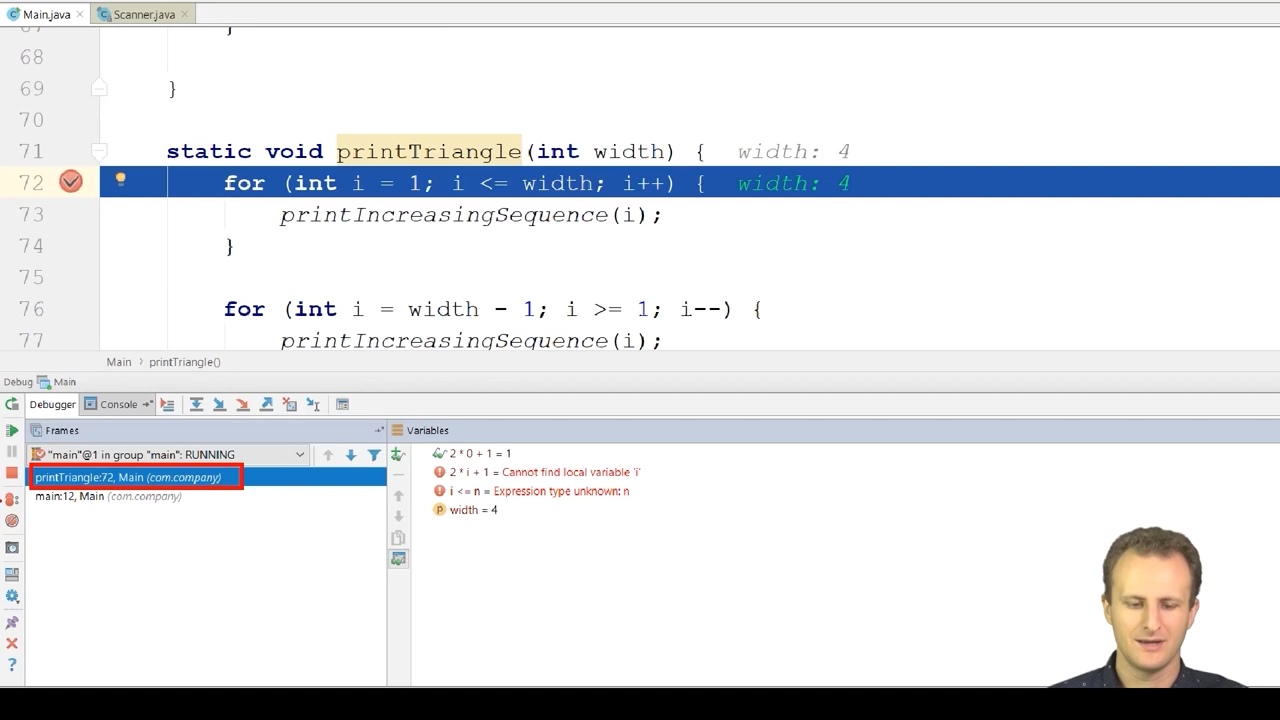 Main.java × Scanner.java ×
67 }
68
69 }
70
71 static void printTriangle(int width) { width: 4
72 for (int i = 1; i <= width; i++) { width: 4
73 printIncreasingSequence(i);
74 }
75
76 for (int i = width - 1; i >= 1; i--) {
77 printIncreasingSequence(i);
Main › printTriangle()
Debug Main
Debugger Console
Frames Variables
"main"@1 in group "main": RUNNING
printTriangle:72, Main (com.company)
main:12, Main (com.company)
2 * 0 + 1 = 1
2 * i + 1 = Cannot find local variable 'i'
i <= n = Expression type unknown: n
width = 4